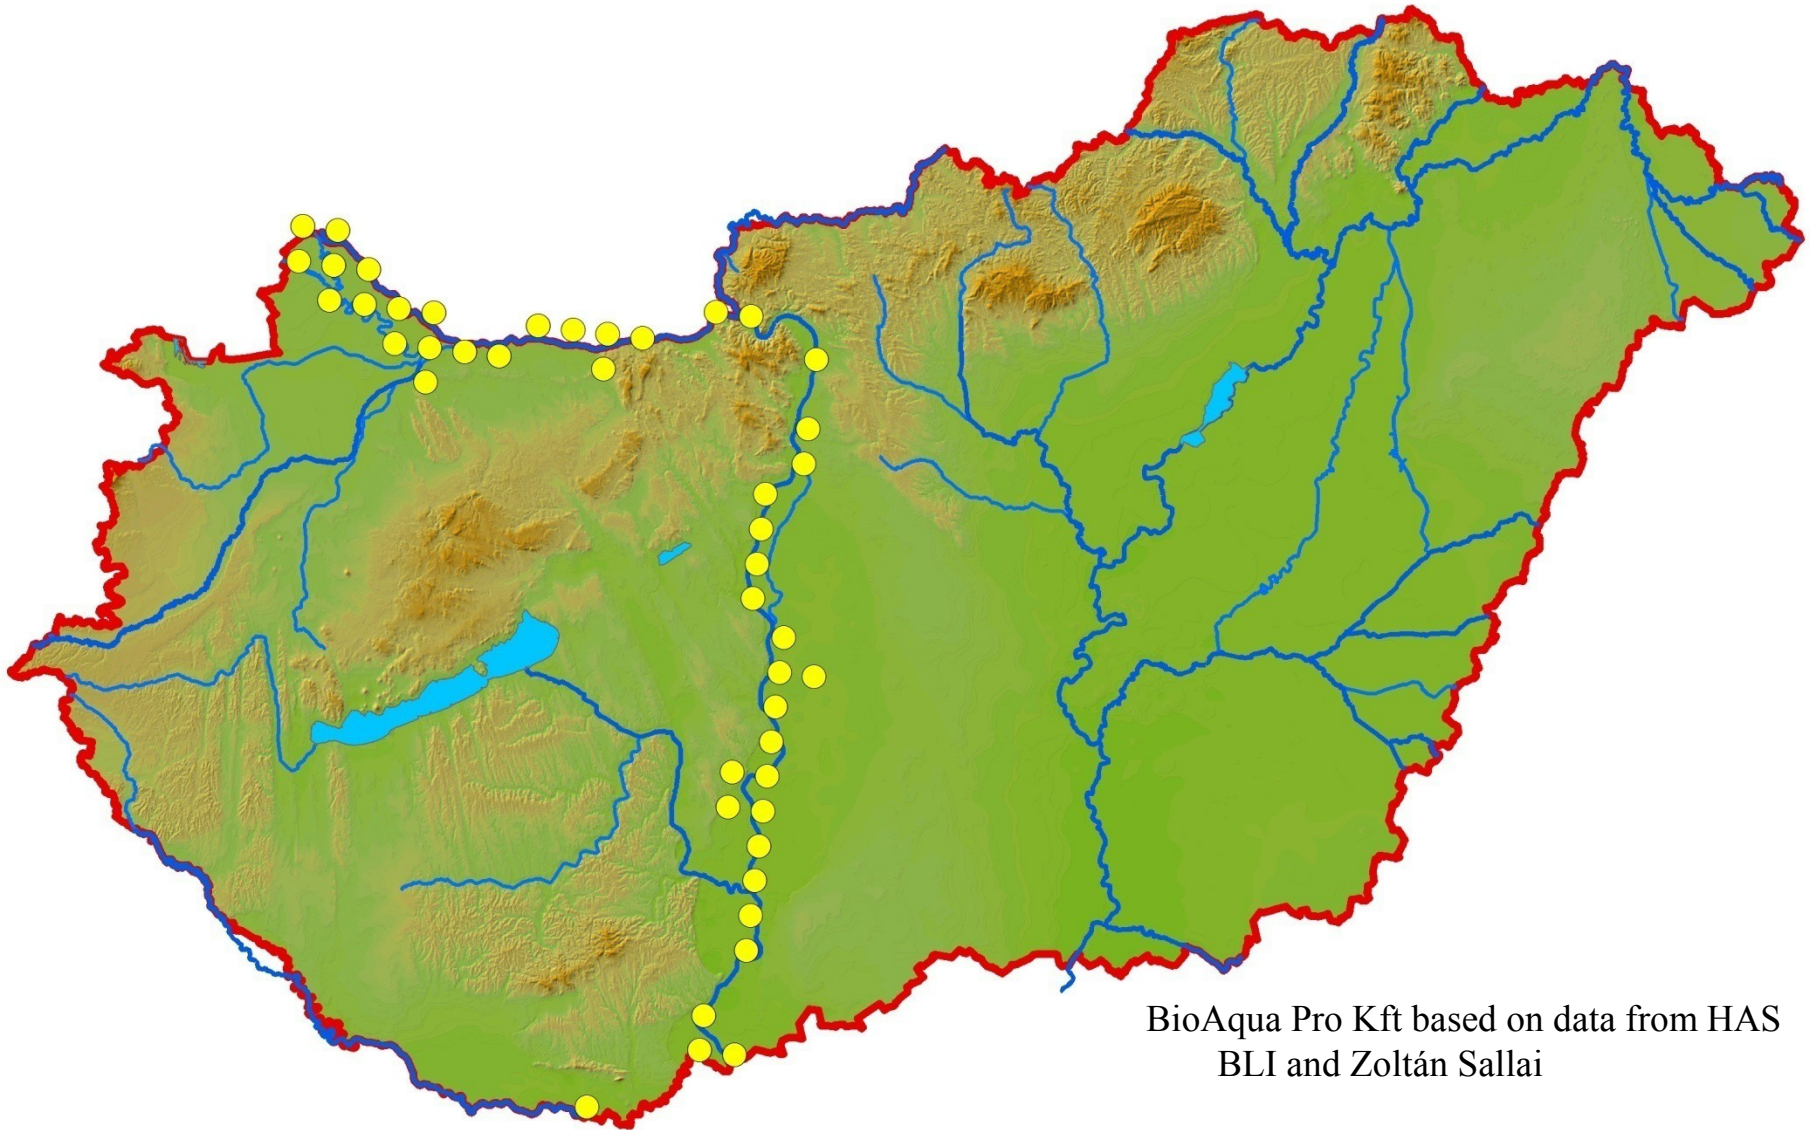 BioAqua Pro Kft based on data from HAS
BLI and Zoltán Sallai